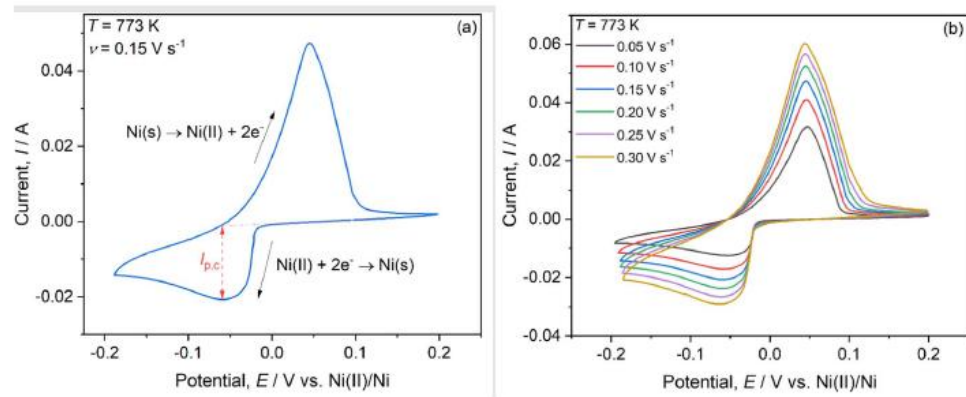 T = 773 K
(a)
ν = 0.15 V s⁻¹
Ni(s) → Ni(II) + 2e⁻
Ni(II) + 2e⁻ → Ni(s)
I p,c
Current, I / A
0.04
0.02
0.00
-0.02
-0.2
-0.1
0.0
0.1
0.2
Potential, E / V vs. Ni(II)/Ni
T = 773 K
(b)
0.05 V s⁻¹
0.10 V s⁻¹
0.15 V s⁻¹
0.20 V s⁻¹
0.25 V s⁻¹
0.30 V s⁻¹
Current, I / A
0.06
0.04
0.02
0.00
-0.02
-0.04
-0.2
-0.1
0.0
0.1
0.2
Potential, E / V vs. Ni(II)/Ni